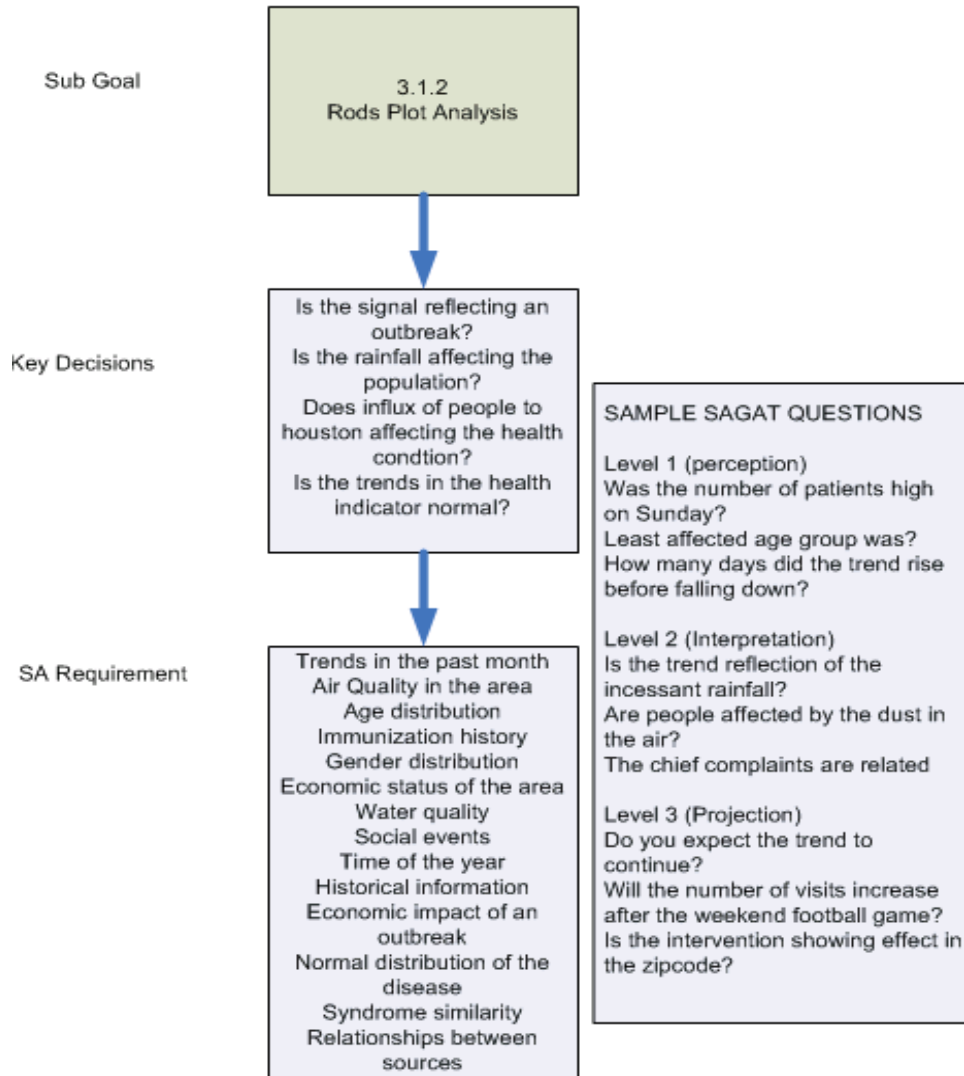 Sub Goal
3.1.2
Rods Plot Analysis
Key Decisions
Is the signal reflecting an
outbreak?
Is the rainfall affecting the
population?
Does influx of people to
houston affecting the health
condtion?
Is the trends in the health
indicator normal?
SA Requirement
Trends in the past month
Air Quality in the area
Age distribution
Immunization history
Gender distribution
Economic status of the area
Water quality
Social events
Time of the year
Historical information
Economic impact of an
outbreak
Normal distribution of the
disease
Syndrome similarity
Relationships between
sources
SAMPLE SAGAT QUESTIONS
Level 1 (perception)
Was the number of patients high
on Sunday?
Least affected age group was?
How many days did the trend rise
before falling down?
Level 2 (Interpretation)
Is the trend reflection of the
incessant rainfall?
Are people affected by the dust in
the air?
The chief complaints are related
Level 3 (Projection)
Do you expect the trend to
continue?
Will the number of visits increase
after the weekend football game?
Is the intervention showing effect in
the zipcode?